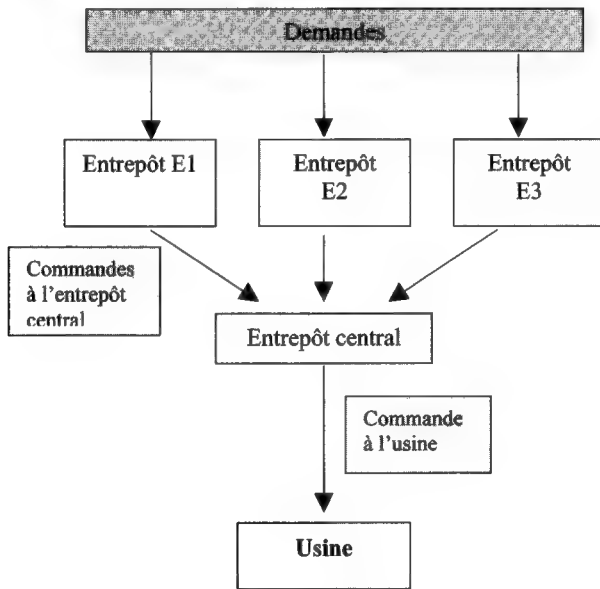 Demandes
Entrepôt E1
Entrepôt
E2
Entrepôt
E3
Commandes
à l'entrepôt
central
Entrepôt central
Commande
à l'usine
Usine